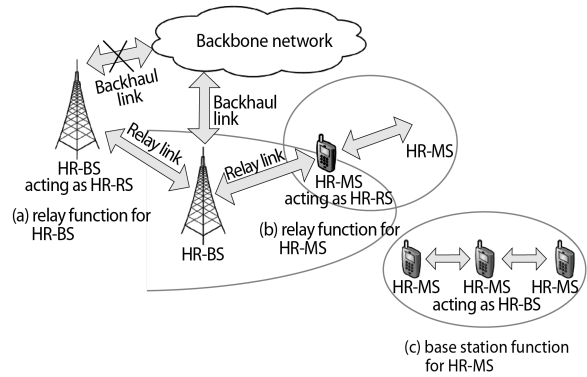 Backbone network
Backhaul
link
Backhaul
link
Relay link
Relay link
HR-BS
acting as HR-RS
(a) relay function for
HR-BS
HR-BS
HR-MS
acting as HR-RS
HR-MS
(b) relay function for
HR-MS
HR-MS
HR-MS
HR-MS
acting as HR-BS
(c) base station function
for HR-MS